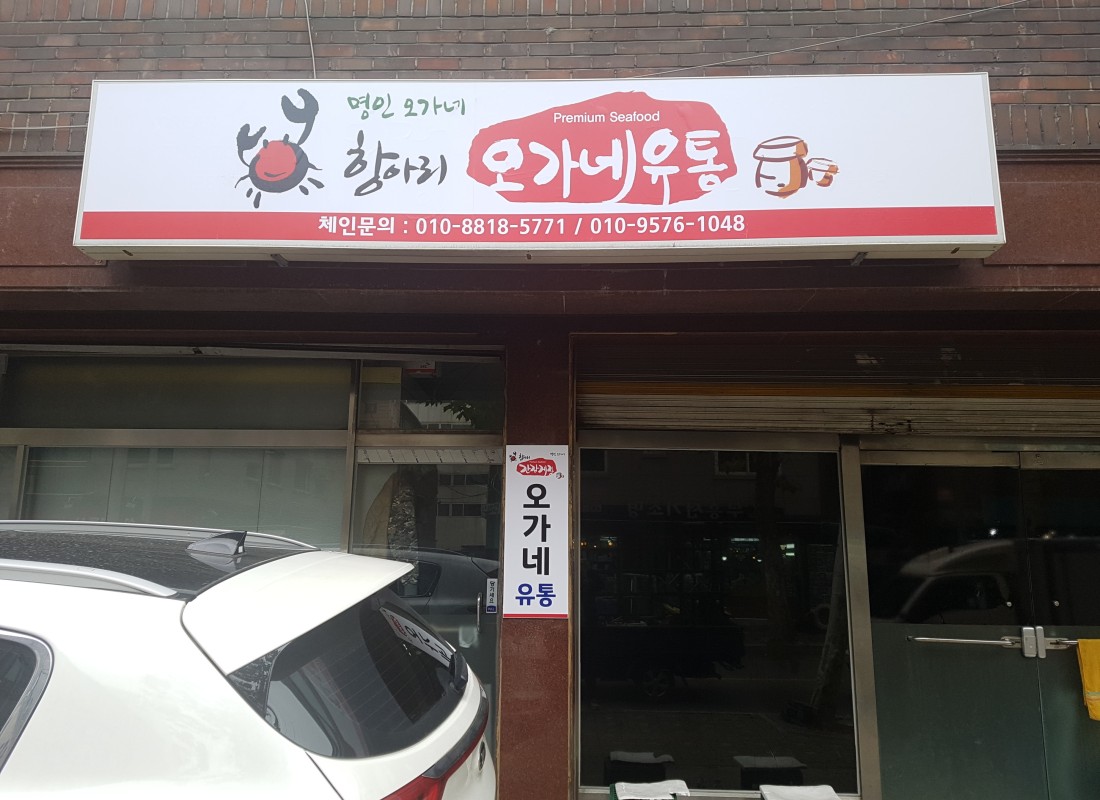 명인 오가네
항아리
Premium Seafood
오가네유통
체인문의 : 010-8818-5771 / 010-9576-1048
오
가
네
유통